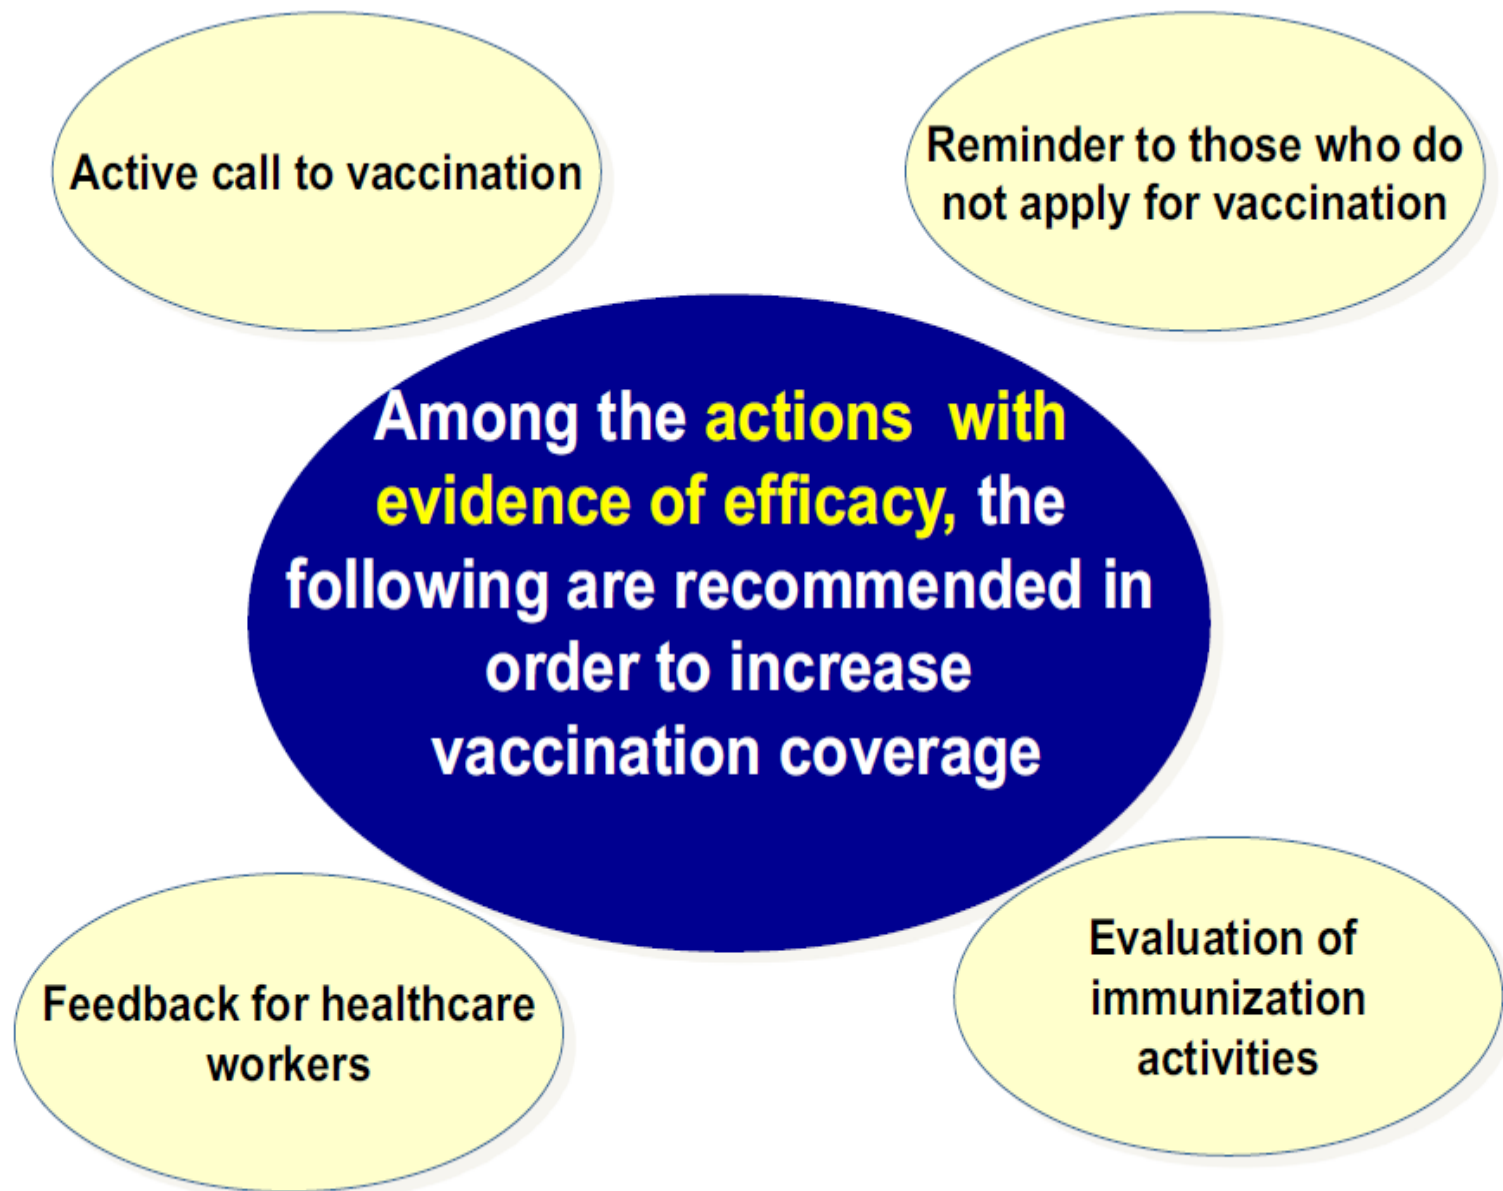 Active call to vaccination
Reminder to those who do
not apply for vaccination
Among the actions with
evidence of efficacy, the
following are recommended in
order to increase
vaccination coverage
Feedback for healthcare
workers
Evaluation of
immunization
activities